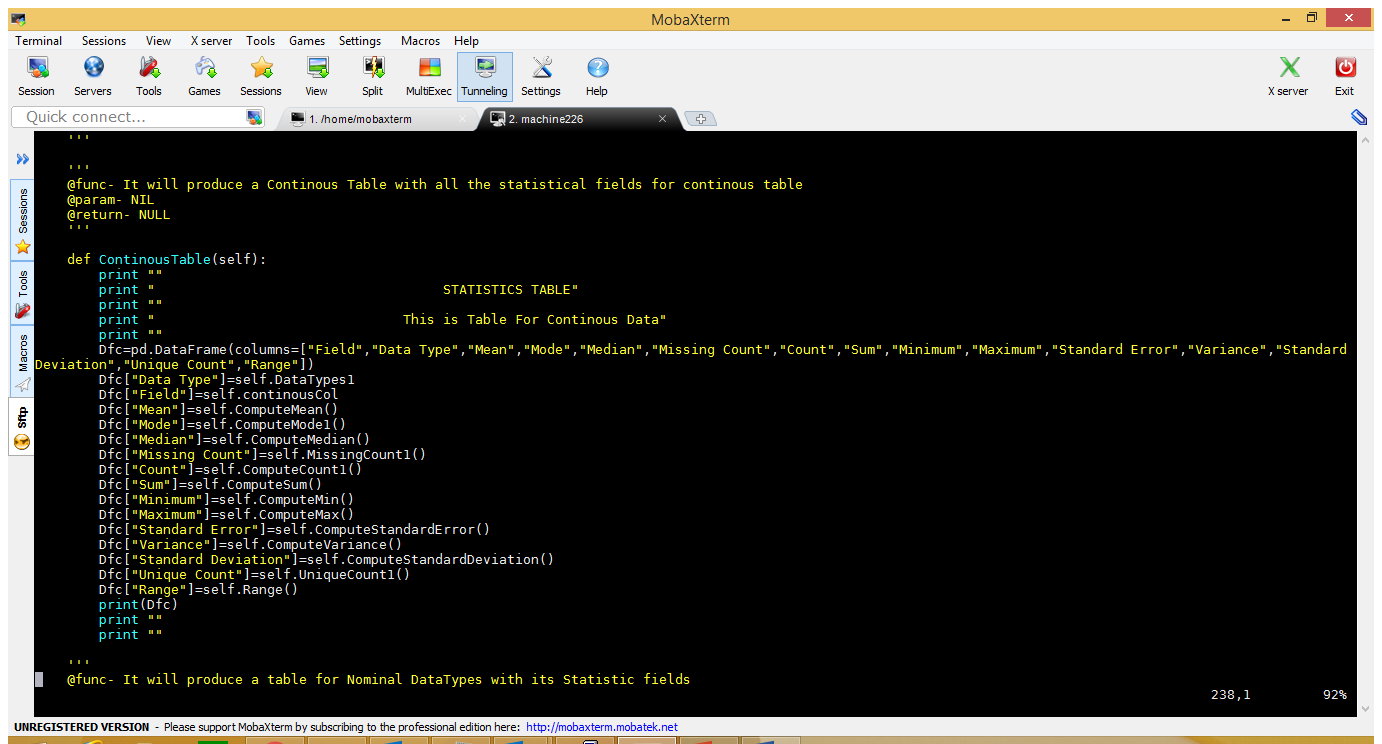 MobaXterm
Terminal Sessions View X server Tools Games Settings Macros Help
Session Servers Tools Games Sessions View Split MultiExec Tunneling Settings Help X server Exit
Quick connect... 1. /home/mobaxterm 2. machine226
Sessions
Tools
Macros
Sftp
'''
'''
@func- It will produce a Continous Table with all the statistical fields for continous table
@param- NIL
@return- NULL
'''
def ContinousTable(self):
print ""
print " STATISTICS TABLE"
print ""
print " This is Table For Continous Data"
print ""
Dfc=pd.DataFrame(columns=["Field","Data Type","Mean","Mode","Median","Missing Count","Count","Sum","Minimum","Maximum","Standard Error","Variance","Standard
Deviation","Unique Count","Range"])
Dfc["Data Type"]=self.DataTypes1
Dfc["Field"]=self.continousCol
Dfc["Mean"]=self.ComputeMean()
Dfc["Mode"]=self.ComputeMode1()
Dfc["Median"]=self.ComputeMedian()
Dfc["Missing Count"]=self.MissingCount1()
Dfc["Count"]=self.ComputeCount1()
Dfc["Sum"]=self.ComputeSum()
Dfc["Minimum"]=self.ComputeMin()
Dfc["Maximum"]=self.ComputeMax()
Dfc["Standard Error"]=self.ComputeStandardError()
Dfc["Variance"]=self.ComputeVariance()
Dfc["Standard Deviation"]=self.ComputeStandardDeviation()
Dfc["Unique Count"]=self.UniqueCount1()
Dfc["Range"]=self.Range()
print(Dfc)
print ""
print ""
'''
@func- It will produce a table for Nominal DataTypes with its Statistic fields
238,1 92%
UNREGISTERED VERSION - Please support MobaXterm by subscribing to the professional edition here: http://mobaxterm.mobatek.net